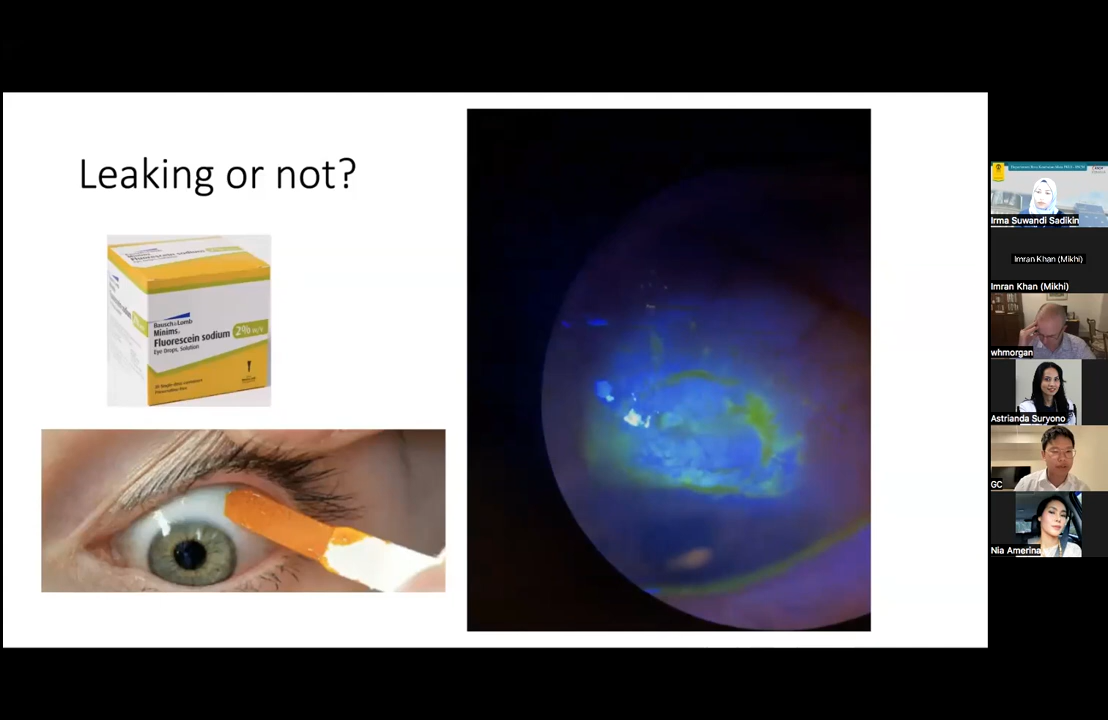 Leaking or not?
Bausch+Lomb
Minims®
Fluorescein sodium 2% w/v
Eye Drops, Solution
Irma Suwandi Sadikin
Imran Khan (Mikhi)
Imran Khan (Mikhi)
whmorgan
Astrianda Suryono
GC
Nia Amerina